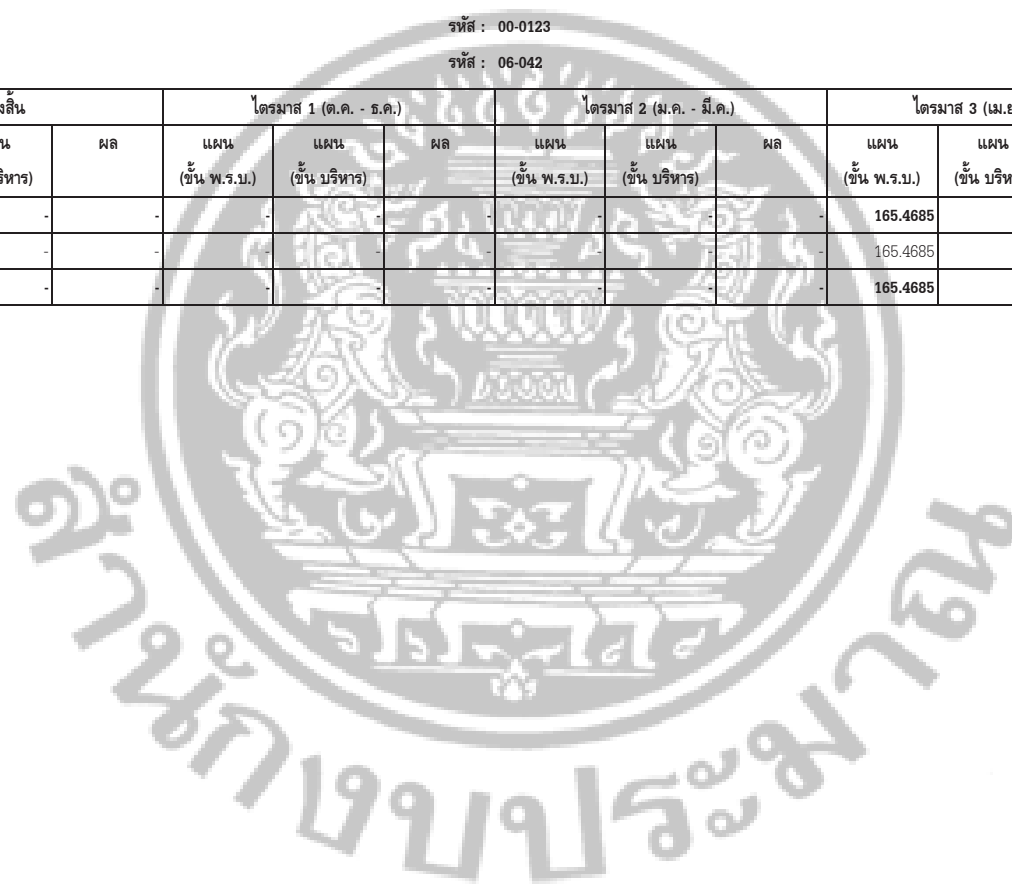 รหัส : 00-0123
รหัส : 06-042
ไตรมาส 1 (ต.ค. - ธ.ค.) ไตรมาส 2 (ม.ค. - มี.ค.) ไตรมาส 3 (เม.ย
ผล แผน แผน ผล แผน แผน ผล แผน แผน
(ขั้น พ.ร.บ.) (ขั้น บริหาร) (ขั้น พ.ร.บ.) (ขั้น บริหาร) (ขั้น พ.ร.บ.)
- - - - - - - - 165.4685
- - - - - - - - 165.4685
- - - - - - - - 165.4685
สำนักงบประมาณ